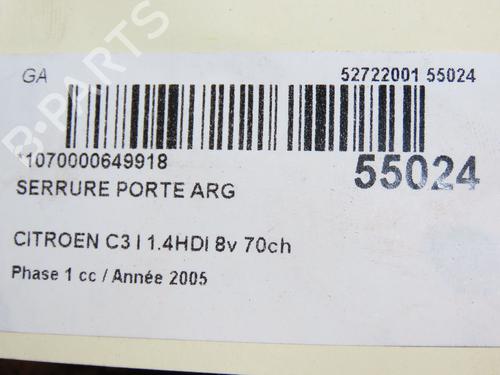 GA
52722001 55024
11070000649918
55024
SERRURE PORTE ARG
CITROEN C3 I 1.4HDI 8v 70ch
Phase 1 cc / Année 2005
B-PARTS